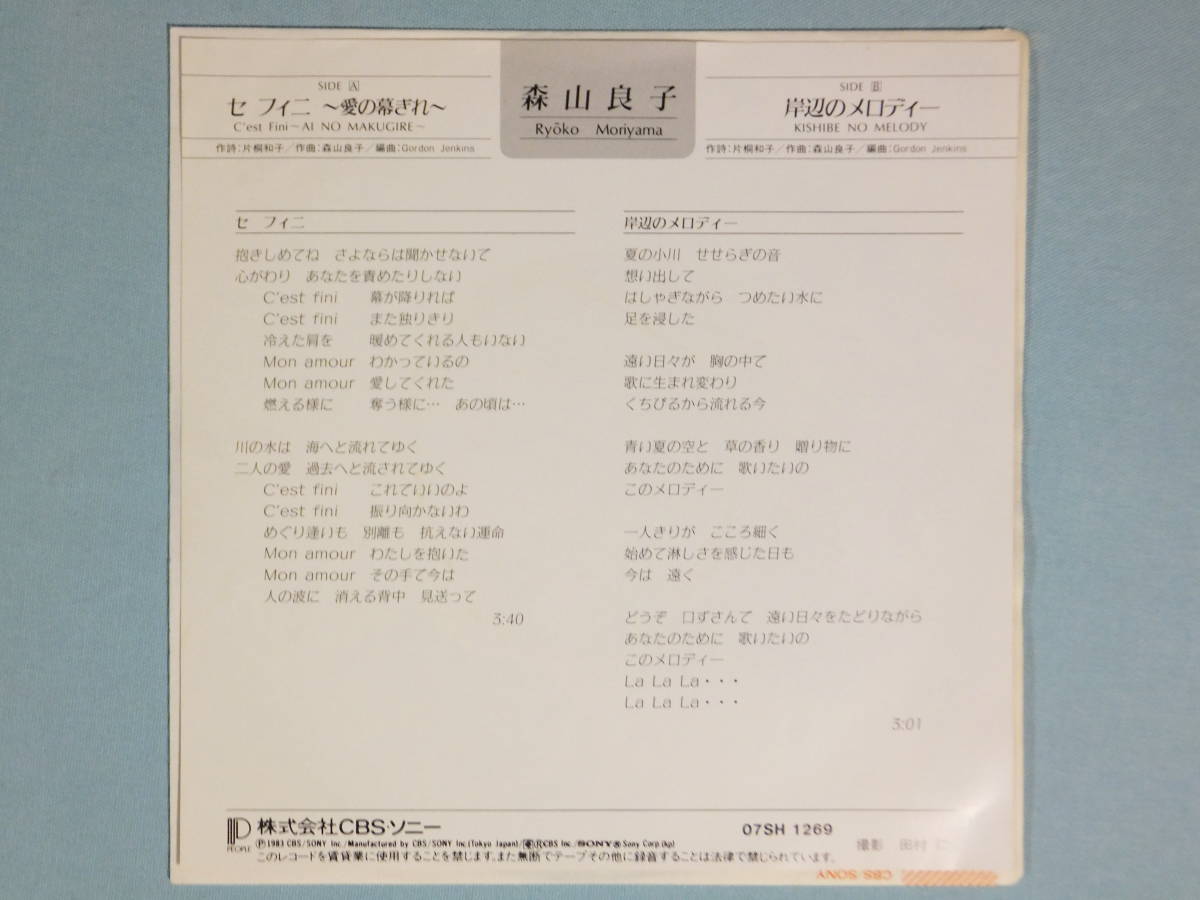 SIDE A
セ フィニ ～愛の幕ぎれ～
C'est Fini～AI NO MAKUGIRE～
作詩：片桐和子／作曲：森山良子／編曲：Gordon Jenkins
森山良子
Ryōko Moriyama
SIDE B
岸辺のメロディー
KISHIBE NO MELODY
作詩：片桐和子／作曲：森山良子／編曲：Gordon Jenkins
セ フィニ
抱きしめてね さよならは聞かせないで
心がわり あなたを責めたりしない
C'est fini 幕が降りれば
C'est fini また独りきり
冷えた肩を 暖めてくれる人もいない
Mon amour わかっているの
Mon amour 愛してくれた
燃える様に 奪う様に… あの頃は…
川の水は 海へと流れてゆく
二人の愛 過去へと流されてゆく
C'est fini これでいいのよ
C'est fini 振り向かないわ
めぐり逢いも 別離も 抗えない運命
Mon amour わたしを抱いた
Mon amour その手で今は
人の波に 消える背中 見送って
3:40
岸辺のメロディー
夏の小川 せせらぎの音
想い出して
はしゃぎながら つめたい水に
足を浸した
遠い日々が 胸の中で
歌に生まれ変わり
くちびるから流れる今
青い夏の空と 草の香り 贈り物に
あなたのために 歌いたいの
このメロディー
一人きりが こころ細く
始めて淋しさを感じた日も
今は 遠く
どうぞ 口ずさんで 遠い日々をたどりながら
あなたのために 歌いたいの
このメロディー
La La La・・・
La La La・・・
3:01
PEOPLE
株式会社CBS・ソニー
07SH 1269
Ⓟ1983 CBS/SONY Inc./Manufactured by CBS/SONY Inc.(Tokyo Japan)/®CBS Inc./SONY® Sony Corp.(kp)
撮影 田村
このレコードを賃貸業に使用することを禁じます。また無断でテープその他に録音することは法律で禁じられています。
CBS SONY